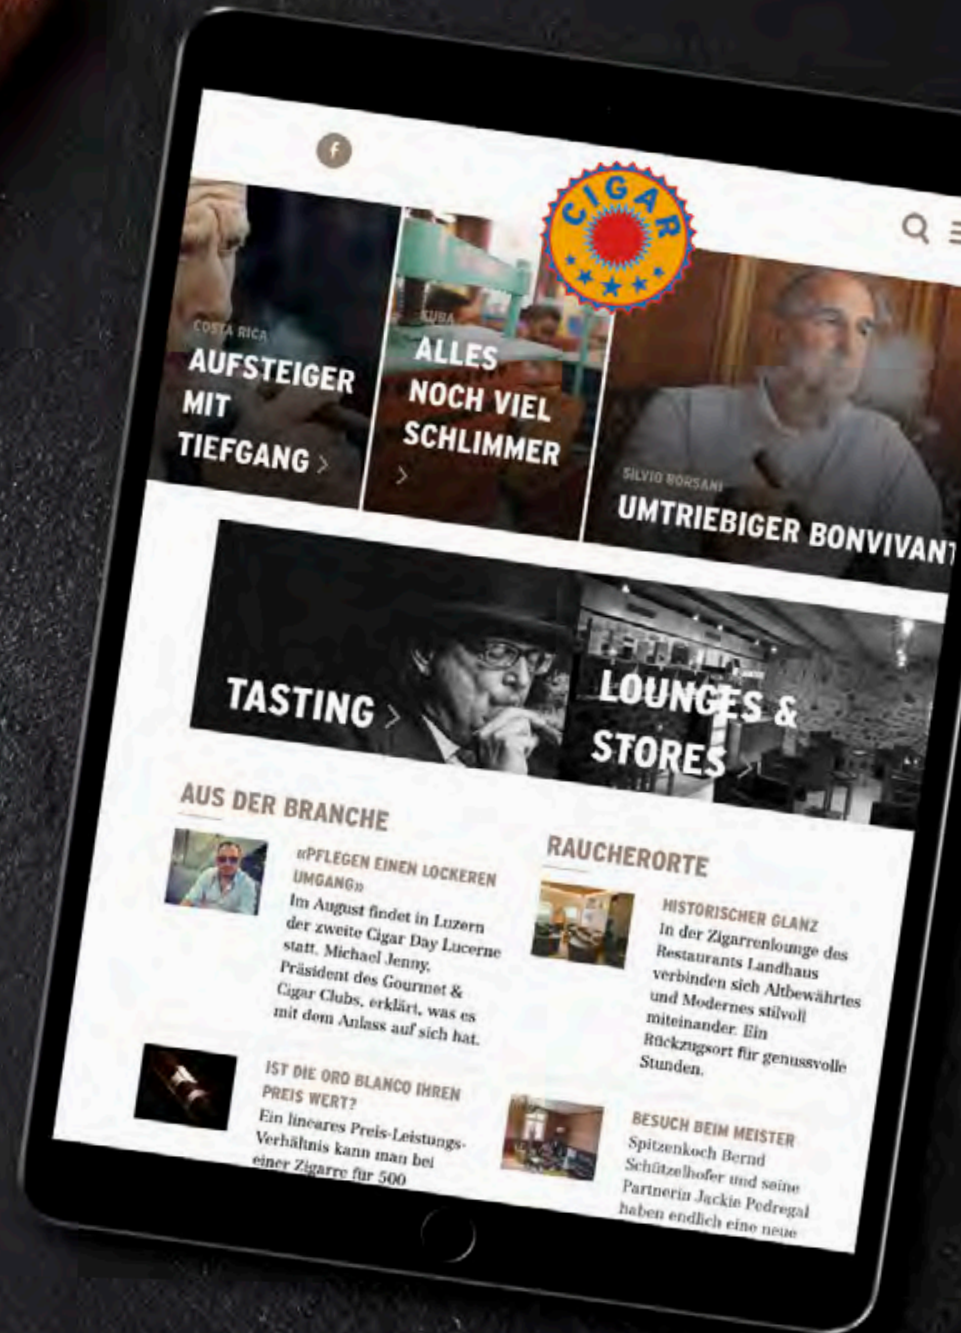 f
CIGAR
COSTA RICA
AUFSTEIGER
MIT
TIEFGANG >
KUBA
ALLES
NOCH VIEL
SCHLIMMER
>
SILVIO BORSANI
UMTRIEBIGER BONVIVANT
TASTING >
LOUNGES &
STORES >
AUS DER BRANCHE
«PFLEGEN EINEN LOCKEREN
UMGANG»
Im August findet in Luzern
der zweite Cigar Day Lucerne
statt. Michael Jenny,
Präsident des Gourmet &
Cigar Clubs, erklärt, was es
mit dem Anlass auf sich hat.
IST DIE ORO BLANCO IHREN
PREIS WERT?
Ein lineares Preis-Leistungs-
Verhältnis kann man bei
einer Zigarre für 500
RAUCHERORTE
HISTORISCHER GLANZ
In der Zigarrenlounge des
Restaurants Landhaus
verbinden sich Altbewährtes
und Modernes stilvoll
miteinander. Ein
Rückzugsort für genussvolle
Stunden.
BESUCH BEIM MEISTER
Spitzenkoch Bernd
Schützelhofer und seine
Partnerin Jackie Pedregal
haben endlich eine neue